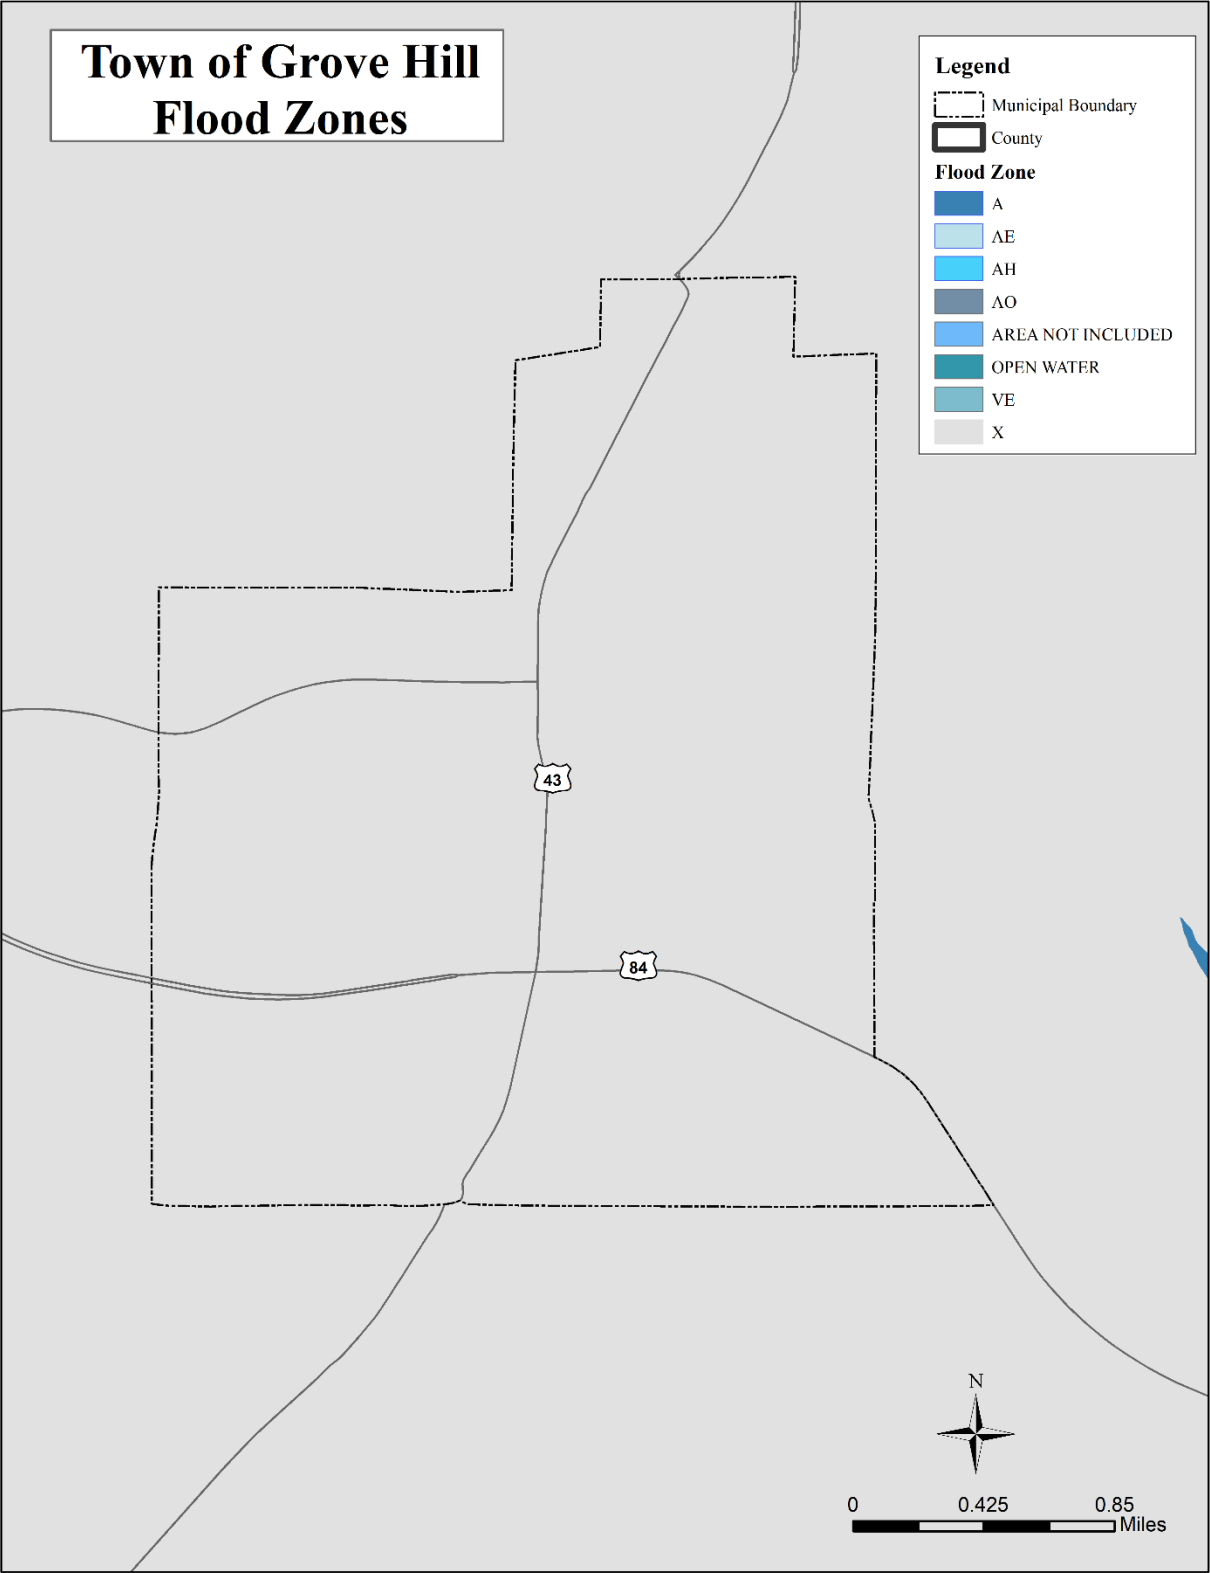 Town of Grove Hill
Flood Zones
Legend
Municipal Boundary
County
Flood Zone
A
AE
AH
AO
AREA NOT INCLUDED
OPEN WATER
VE
X
43
84
N
0 0.425 0.85
Miles